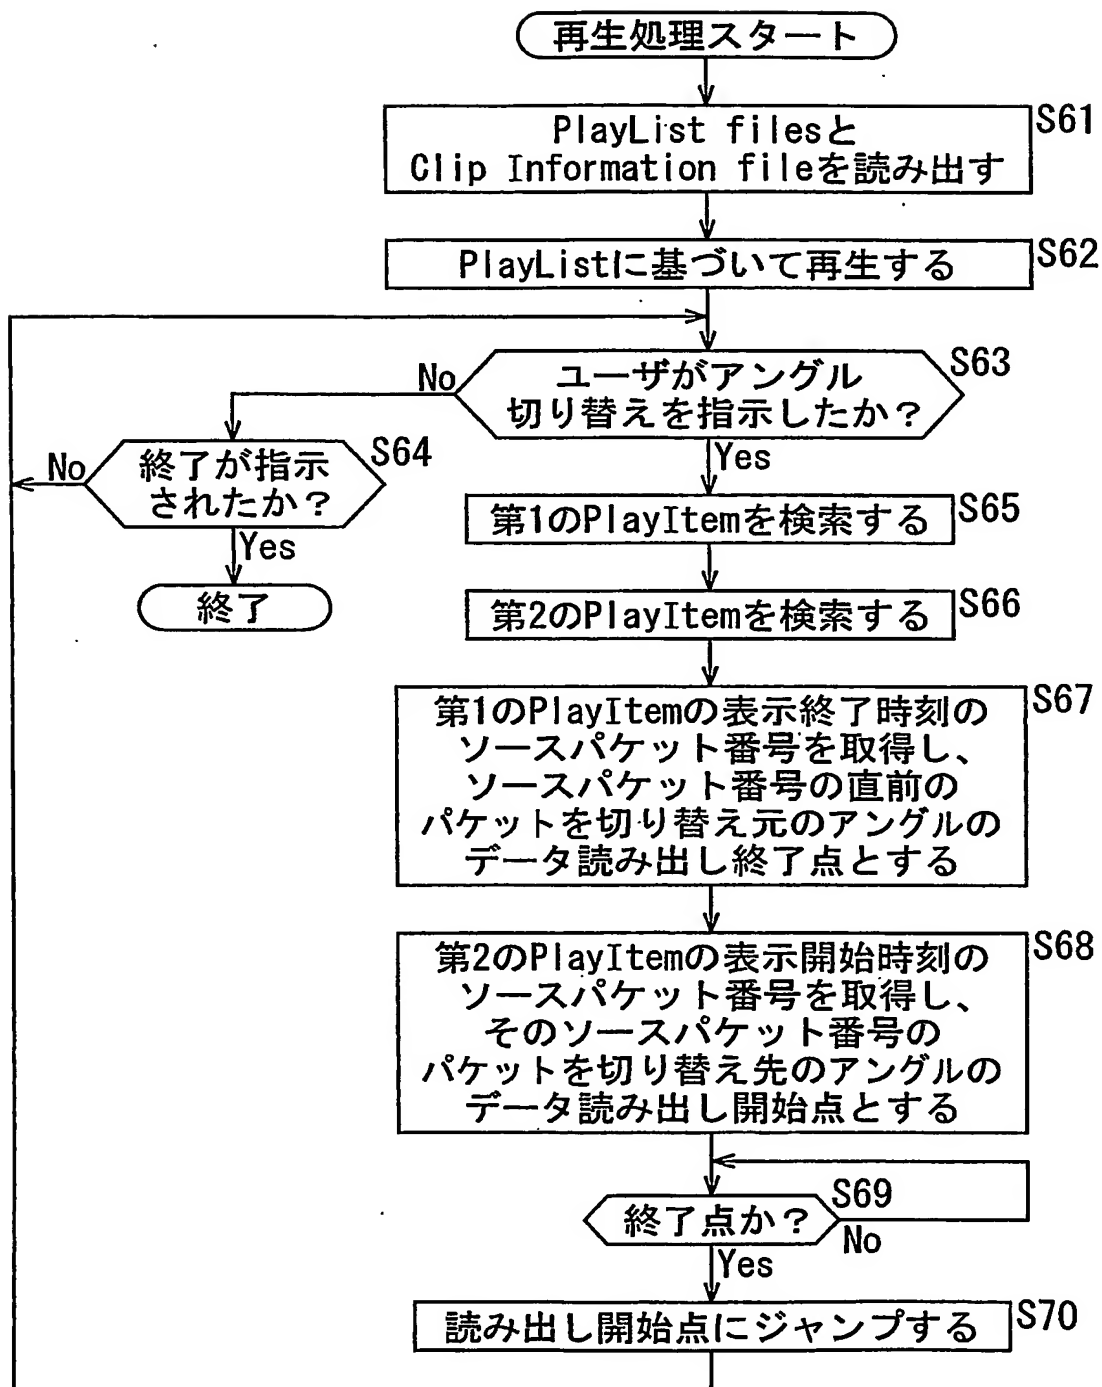 再生処理スタート
S61
PlayList filesと
Clip Information fileを読み出す
S62
PlayListに基づいて再生する
S63
ユーザがアングル
切り替えを指示したか?
No
Yes
S64
終了が指示
されたか?
No
Yes
終了
S65
第1のPlayItemを検索する
S66
第2のPlayItemを検索する
S67
第1のPlayItemの表示終了時刻の
ソースパケット番号を取得し、
ソースパケット番号の直前の
パケットを切り替え元のアングルの
データ読み出し終了点とする
S68
第2のPlayItemの表示開始時刻の
ソースパケット番号を取得し、
そのソースパケット番号の
パケットを切り替え先のアングルの
データ読み出し開始点とする
S69
終了点か?
No
Yes
S70
読み出し開始点にジャンプする